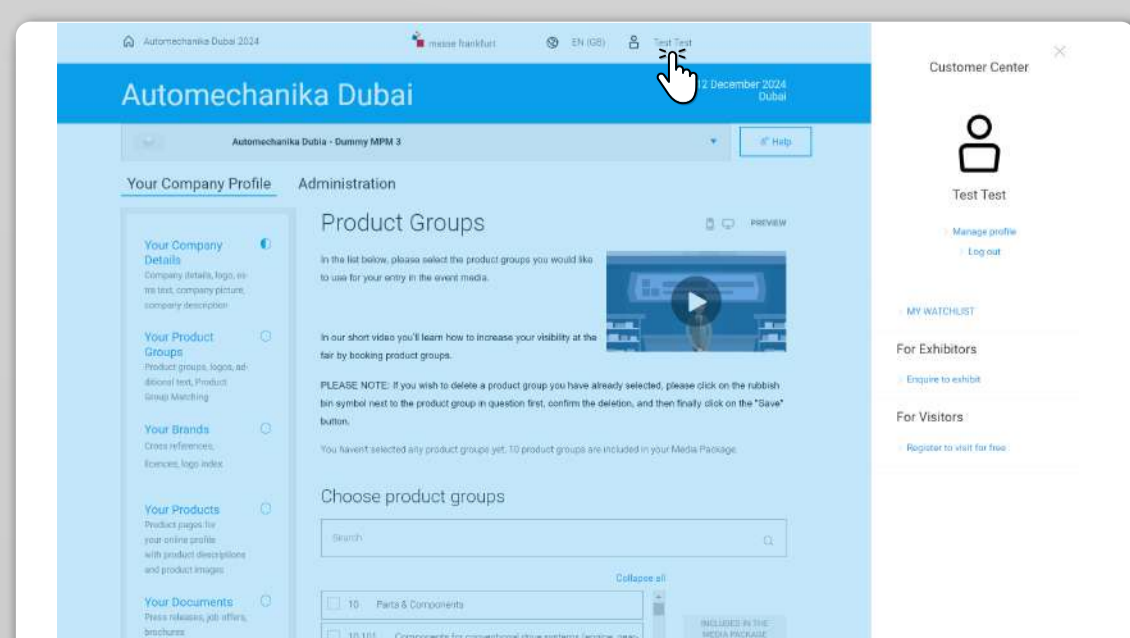 Automechanika Dubai 2024
messe frankfurt
EN (GB)
Test Test
Automechanika Dubai
12 December 2024
Dubai
Automechanika Dubia - Dummy MPM 3
Help
Your Company Profile
Administration
Your Company
Details
Company details, logo, ex-
tra text, company picture,
company description
Your Product
Groups
Product groups, logos, ad-
ditional text, Product
Group Matching
Your Brands
Cross references,
licences, logo index
Your Products
Product pages for
your online profile
with product descriptions
and product images
Your Documents
Press releases, job offers,
brochures
Product Groups
PREVIEW
In the list below, please select the product groups you would like
to use for your entry in the event media.
In our short video you'll learn how to increase your visibility at the
fair by booking product groups.
PLEASE NOTE: If you wish to delete a product group you have already selected, please click on the rubbish
bin symbol next to the product group in question first, confirm the deletion, and then finally click on the "Save"
button.
You haven't selected any product groups yet. 10 product groups are included in your Media Package.
Choose product groups
Search
Collapse all
10 Parts & Components
10.101 Components for conventional drive systems (engine, gear-
INCLUDED IN THE
MEDIA PACKAGE
Customer Center
Test Test
Manage profile
Log out
MY WATCHLIST
For Exhibitors
Enquire to exhibit
For Visitors
Register to visit for free